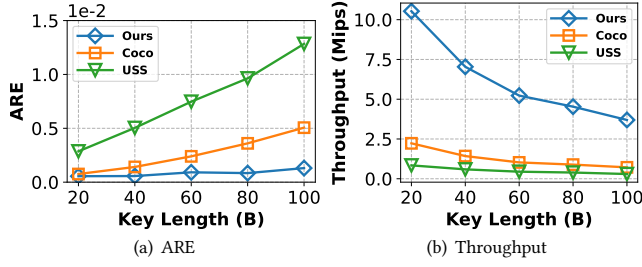 1e-2
1.5
1.0
0.5
0.0
ARE
Ours
Coco
USS
20 40 60 80 100
Key Length (B)
(a) ARE
10.0
7.5
5.0
2.5
0.0
Throughput (Mips)
Ours
Coco
USS
20 40 60 80 100
Key Length (B)
(b) Throughput